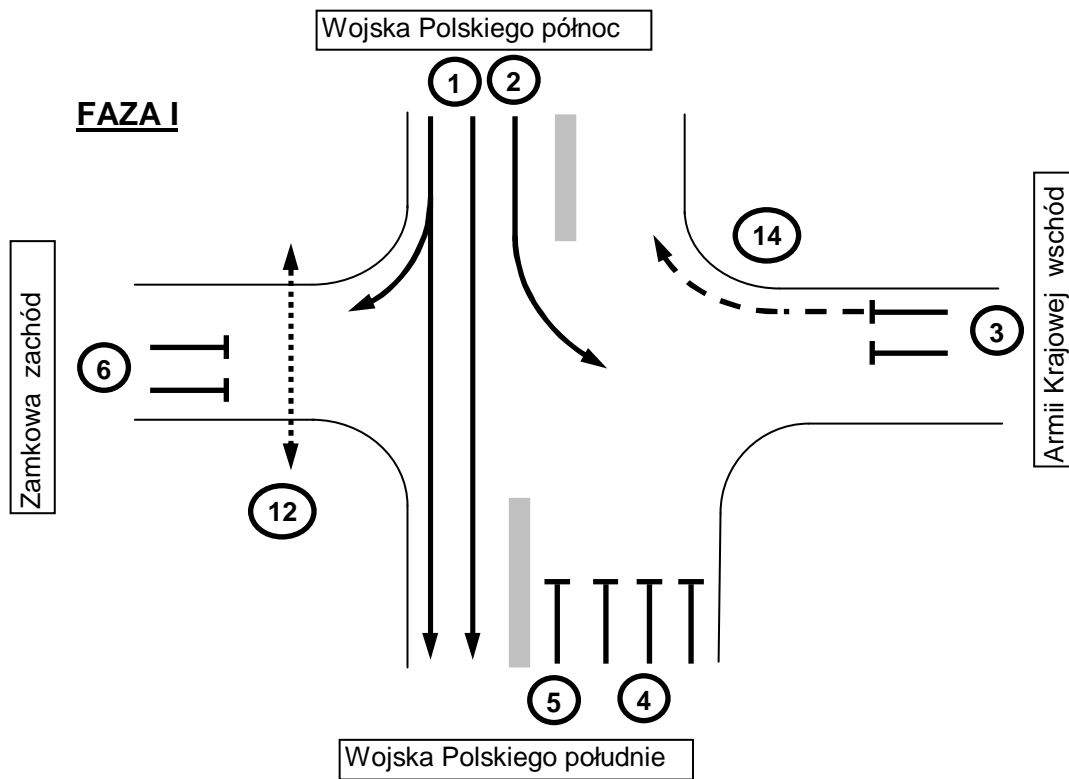 Wojska Polskiego północ
1
2
FAZA I
14
Zamkowa zachód
6
3
Armii Krajowej wschód
12
5
4
Wojska Polskiego południe